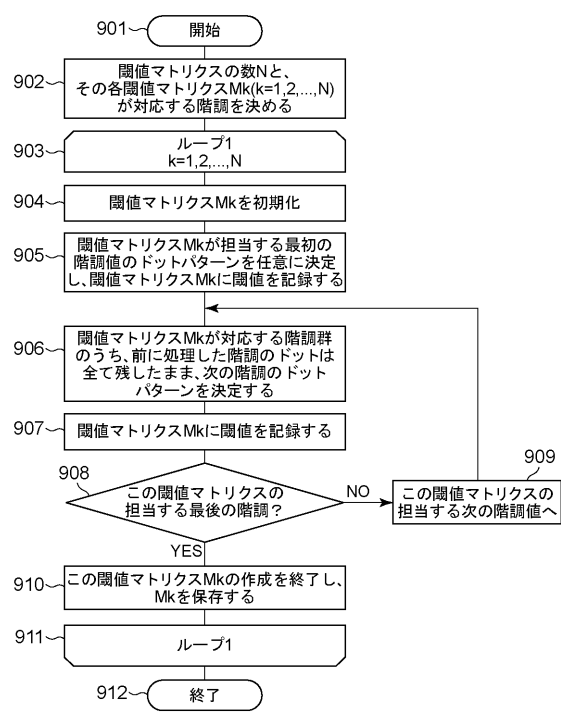 901
開始
902
閾値マトリクスの数Nと、
その各閾値マトリクスMk(k=1,2,...,N)
が対応する階調を決める
903
ループ1
k=1,2,...,N
904
閾値マトリクスMkを初期化
905
閾値マトリクスMkが担当する最初の
階調値のドットパターンを任意に決定
し、閾値マトリクスMkに閾値を記録する
906
閾値マトリクスMkが対応する階調群
のうち、前に処理した階調のドットは
全て残したまま、次の階調のドット
パターンを決定する
907
閾値マトリクスMkに閾値を記録する
908
この閾値マトリクスの
担当する最後の階調？
NO
909
この閾値マトリクスの
担当する次の階調値へ
YES
910
この閾値マトリクスMkの作成を終了し、
Mkを保存する
911
ループ1
912
終了